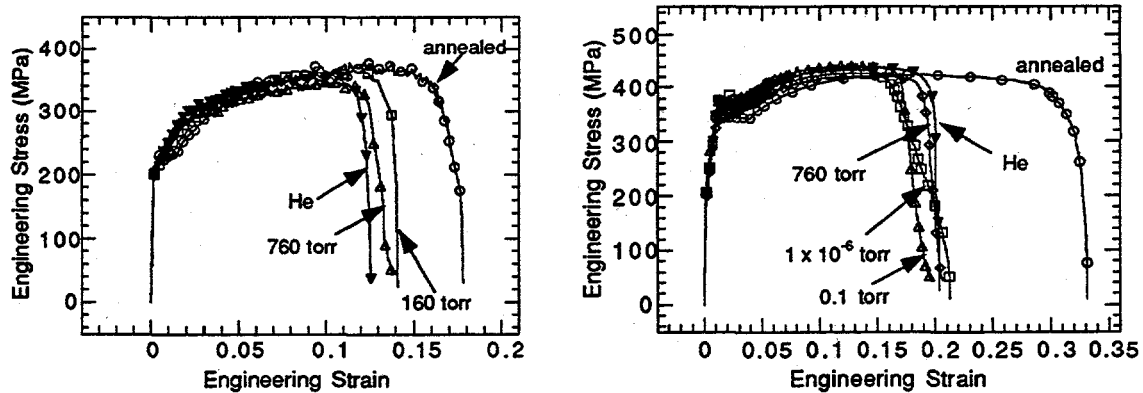 400
300
200
100
0
Engineering Stress (MPa)
annealed
He
760 torr
160 torr
0 0.05 0.1 0.15 0.2
Engineering Strain
500
400
300
200
100
0
Engineering Stress (MPa)
annealed
760 torr
He
1 x 10⁻⁶ torr
0.1 torr
0 0.05 0.1 0.15 0.2 0.25 0.3 0.35
Engineering Strain